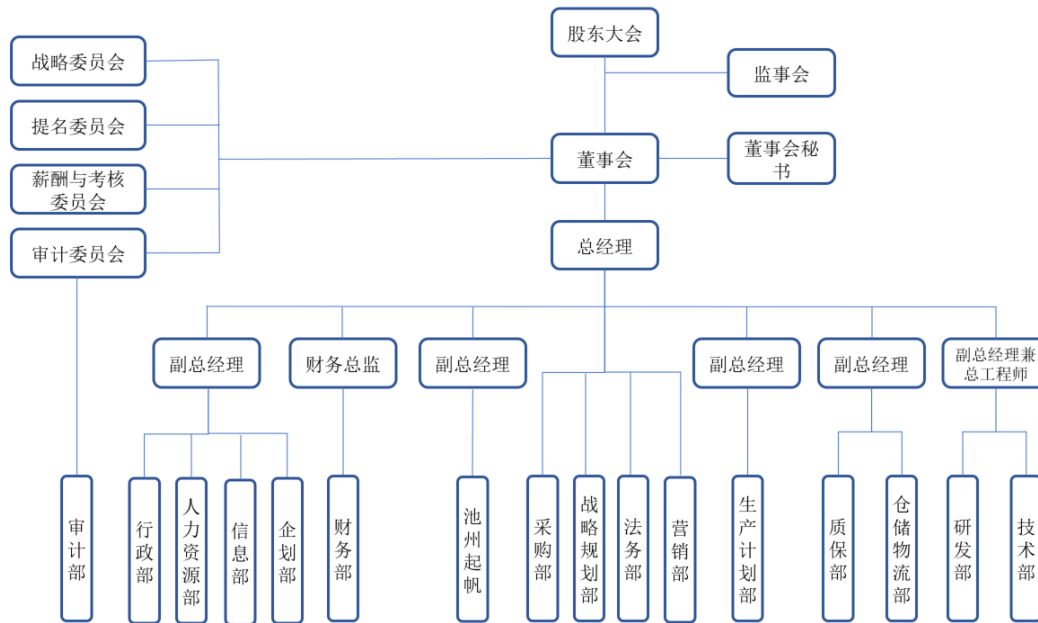 股东大会
战略委员会
监事会
提名委员会
董事会
董事会秘
书
薪酬与考核
委员会
审计委员会
总经理
副总经理
财务总监
副总经理
副总经理
副总经理
副总经理兼
总工程师
审计部
行政部
人力资源部
信息部
企划部
财务部
池州起帆
采购部
战略规划部
法务部
营销部
生产计划部
质保部
仓储物流部
研发部
技术部